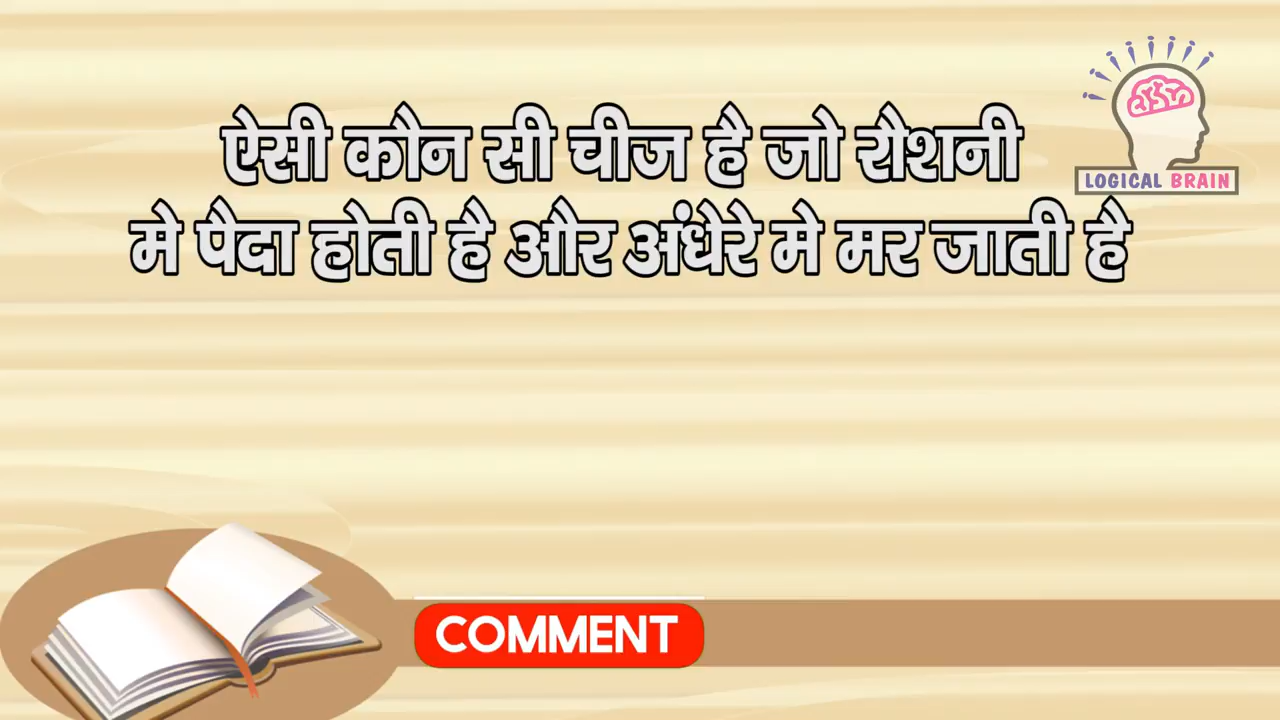 ऐसी कौन सी चीज है जो रोशनी
मे पैदा होती है और अंधेरे मे मर जाती है
LOGICAL BRAIN
COMMENT